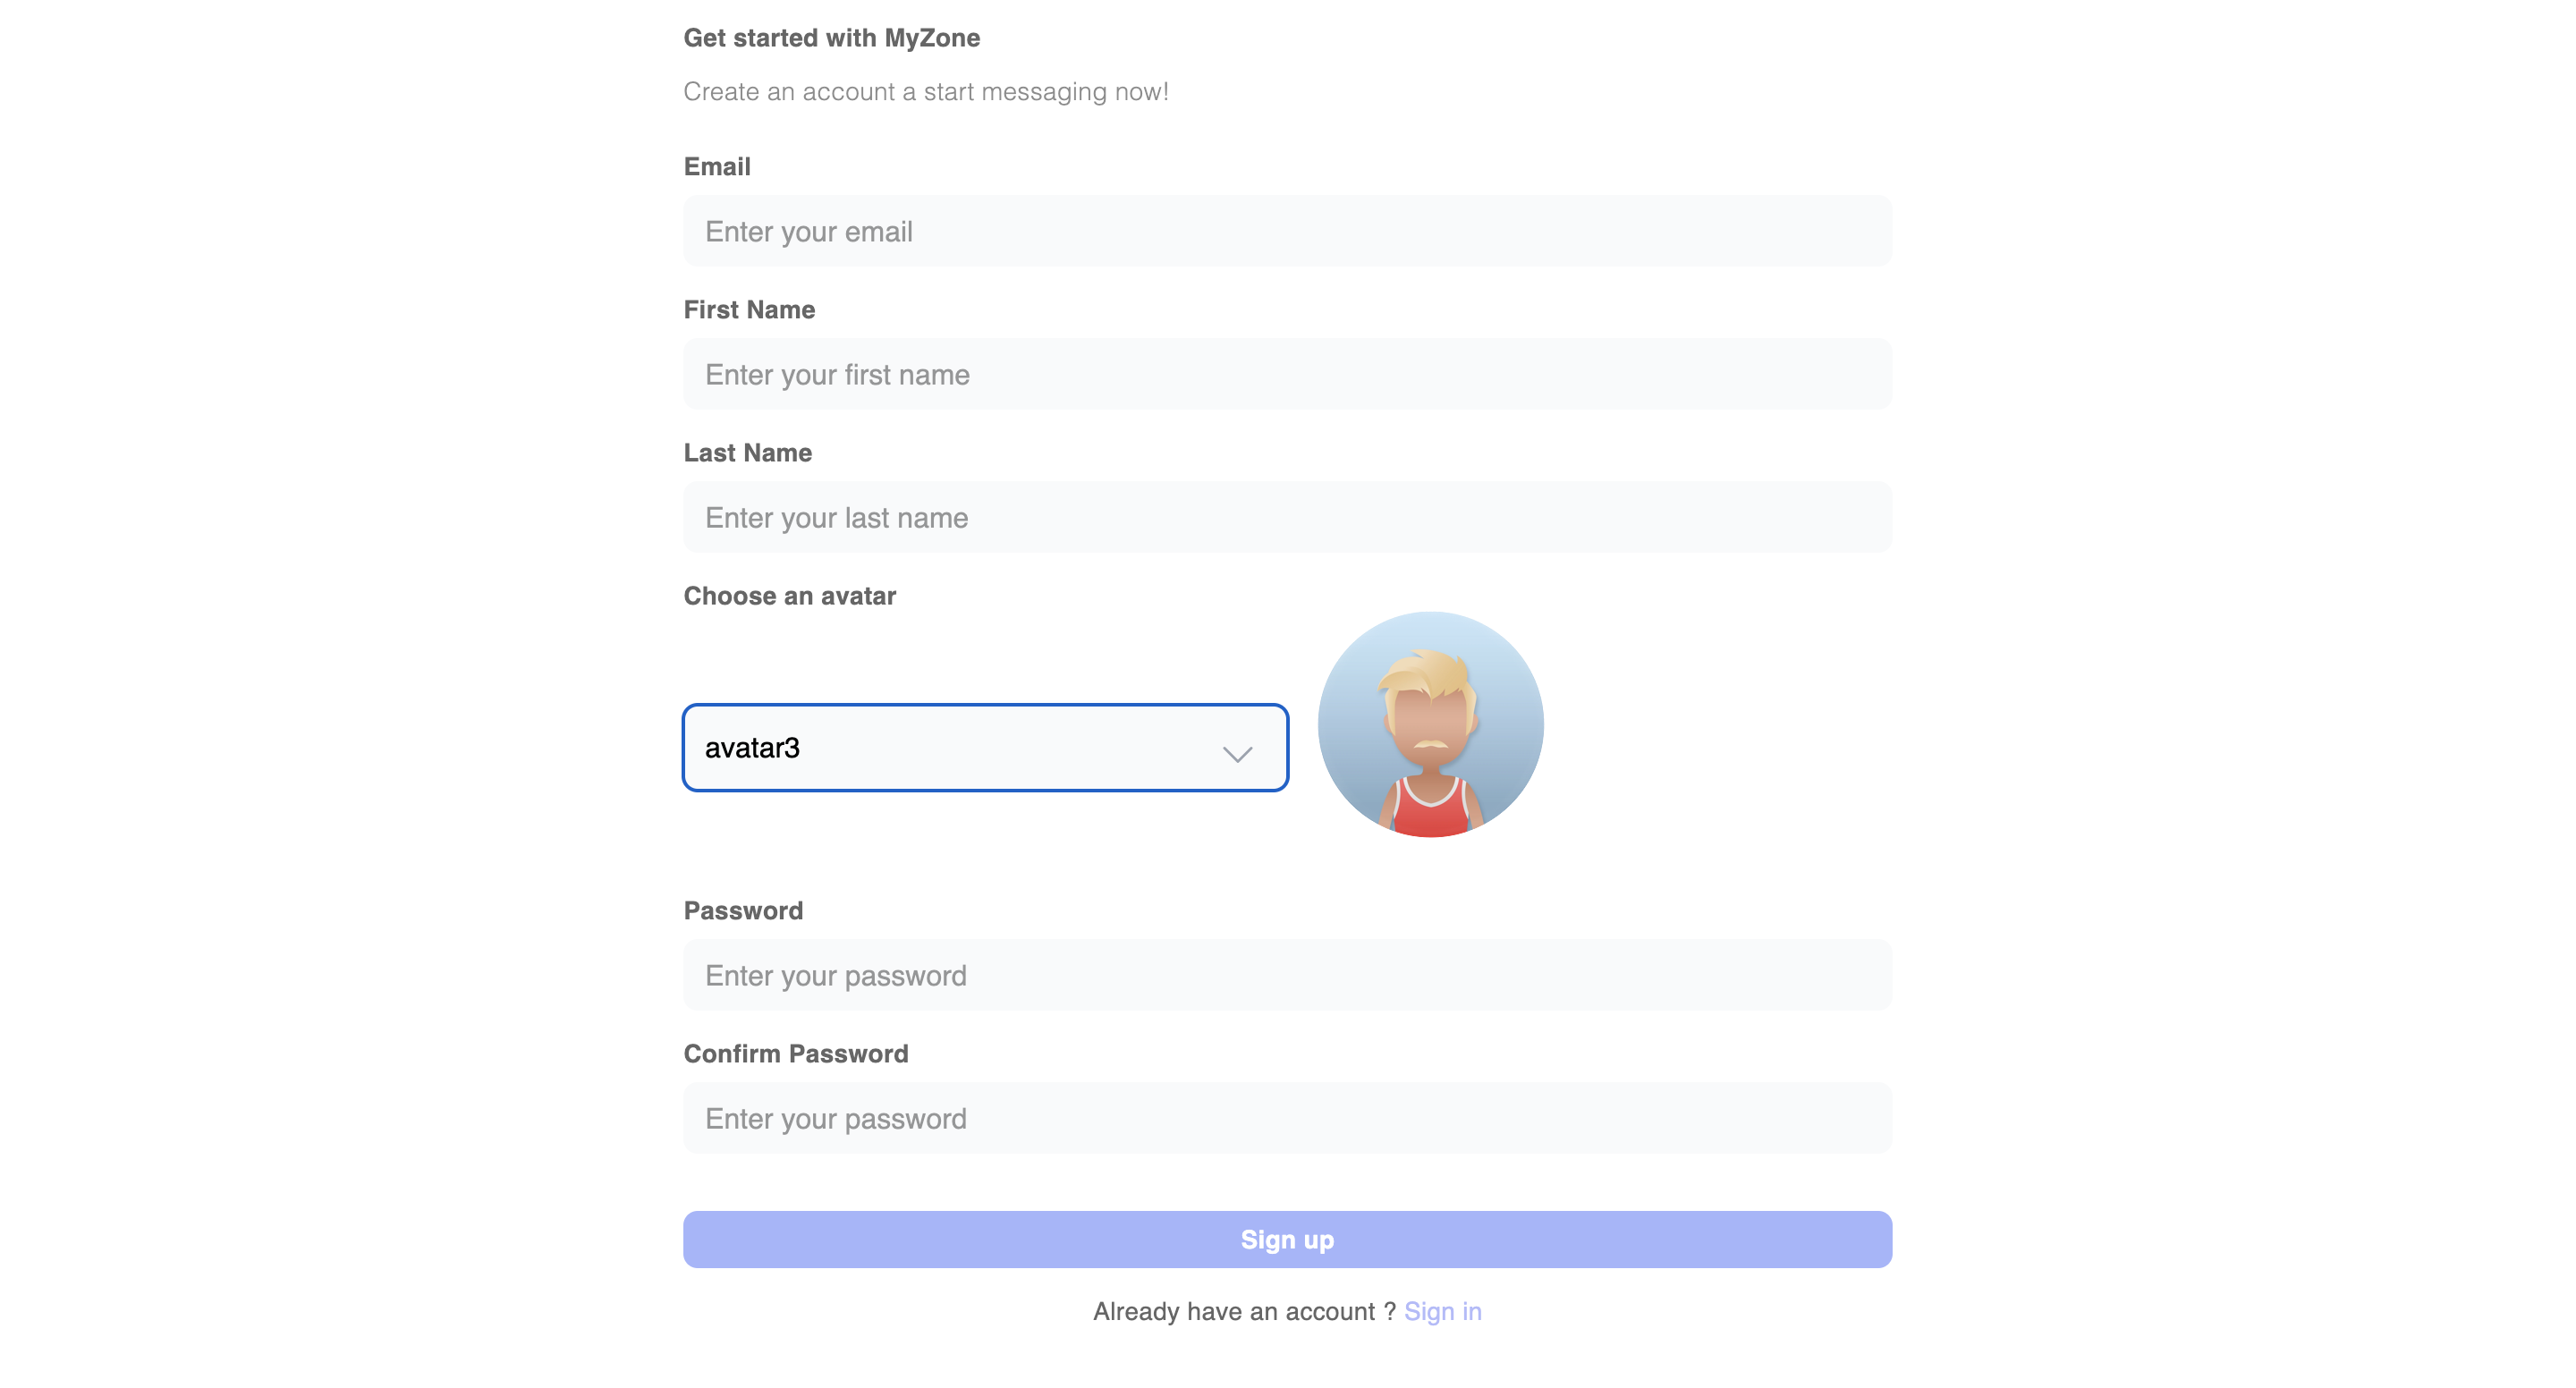 Get started with MyZone
Create an account a start messaging now!
Email
Enter your email
First Name
Enter your first name
Last Name
Enter your last name
Choose an avatar
avatar3
Password
Enter your password
Confirm Password
Enter your password
Sign up
Already have an account ? Sign in